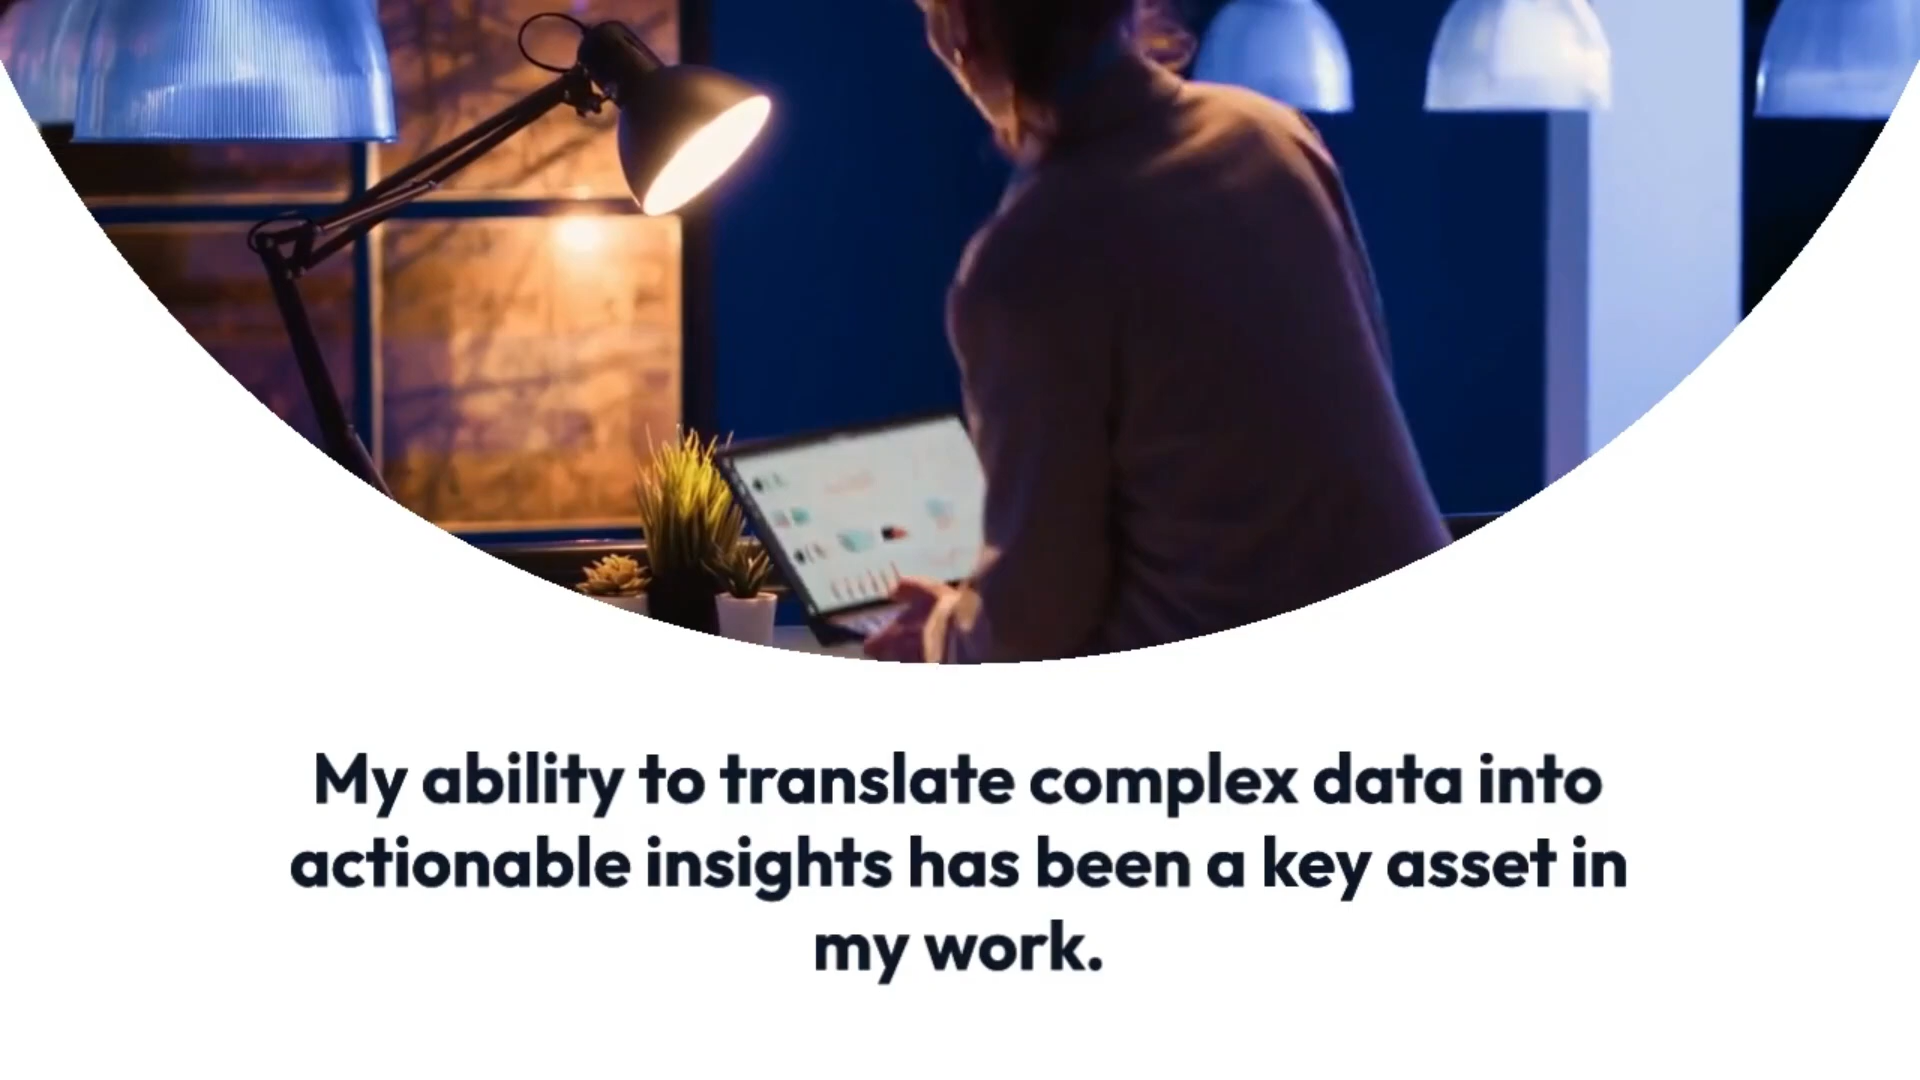 My ability to translate complex data into
actionable insights has been a key asset in
my work.